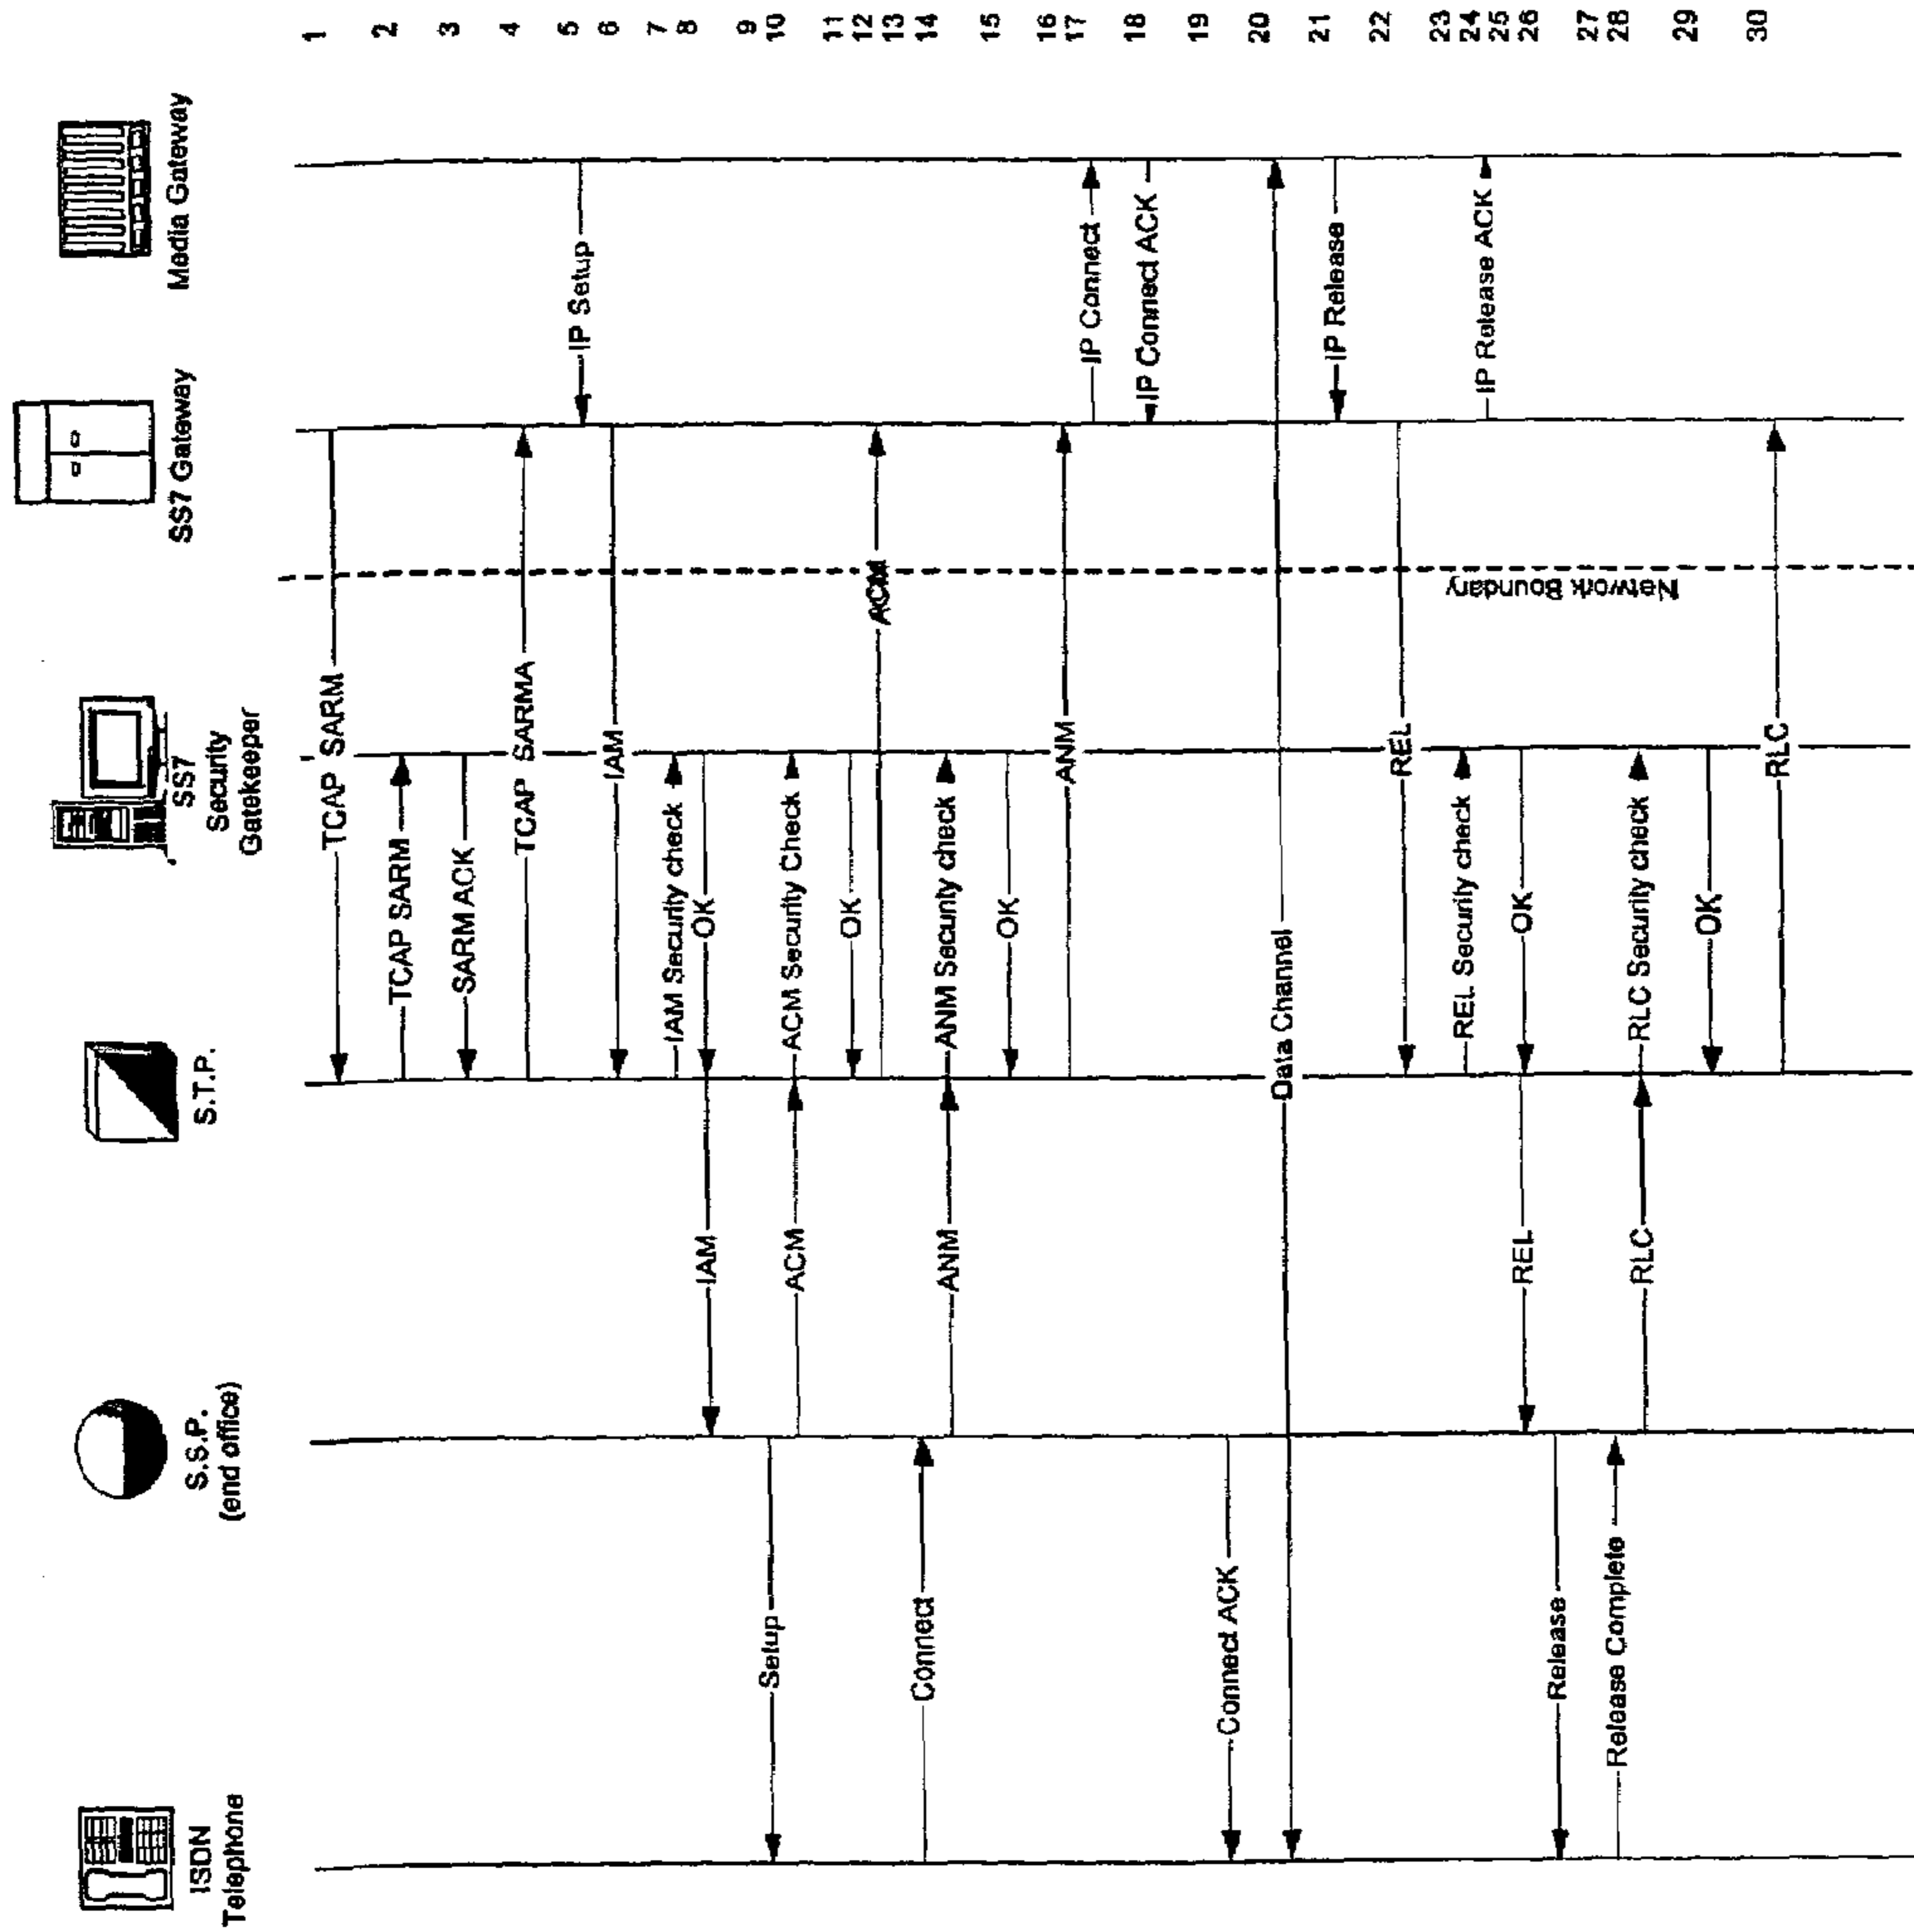 ISDN
Telephone
S.S.P.
(end office)
S.T.P.
SS7
Security
Gatekeeper
SS7 Gateway
Media Gateway
Network Boundary
TCAP SARM
1
TCAP SARM
2
SARM ACK
3
TCAP SARMA
4
IP Setup
5
IAM
6
IAM Security check
7
IAM
OK
8
Setup
9
ACM
ACM Security Check
10
OK
11
ACM
12
Connect
13
ANM
ANM Security check
14
OK
15
ANM
16
IP Connect
17
IP Connect ACK
18
Connect ACK
19
Data Channel
20
IP Release
21
REL
22
REL Security check
23
IP Release ACK
24
REL
OK
25
Release
26
Release Complete
27
RLC
RLC Security check
28
OK
29
RLC
30